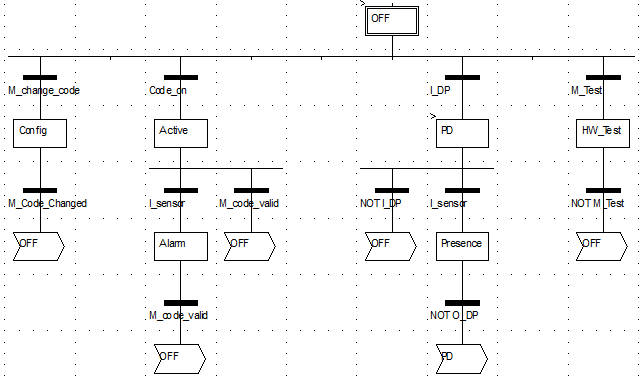 OFF
M_change_code
Code_on
I_DP
M_Test
Config
Active
PD
HW_Test
M_Code_Changed
I_sensor
M_code_valid
NOT I_DP
I_sensor
NOT M_Test
OFF
Alarm
OFF
OFF
Presence
OFF
M_code_valid
NOT O_DP
OFF
PD